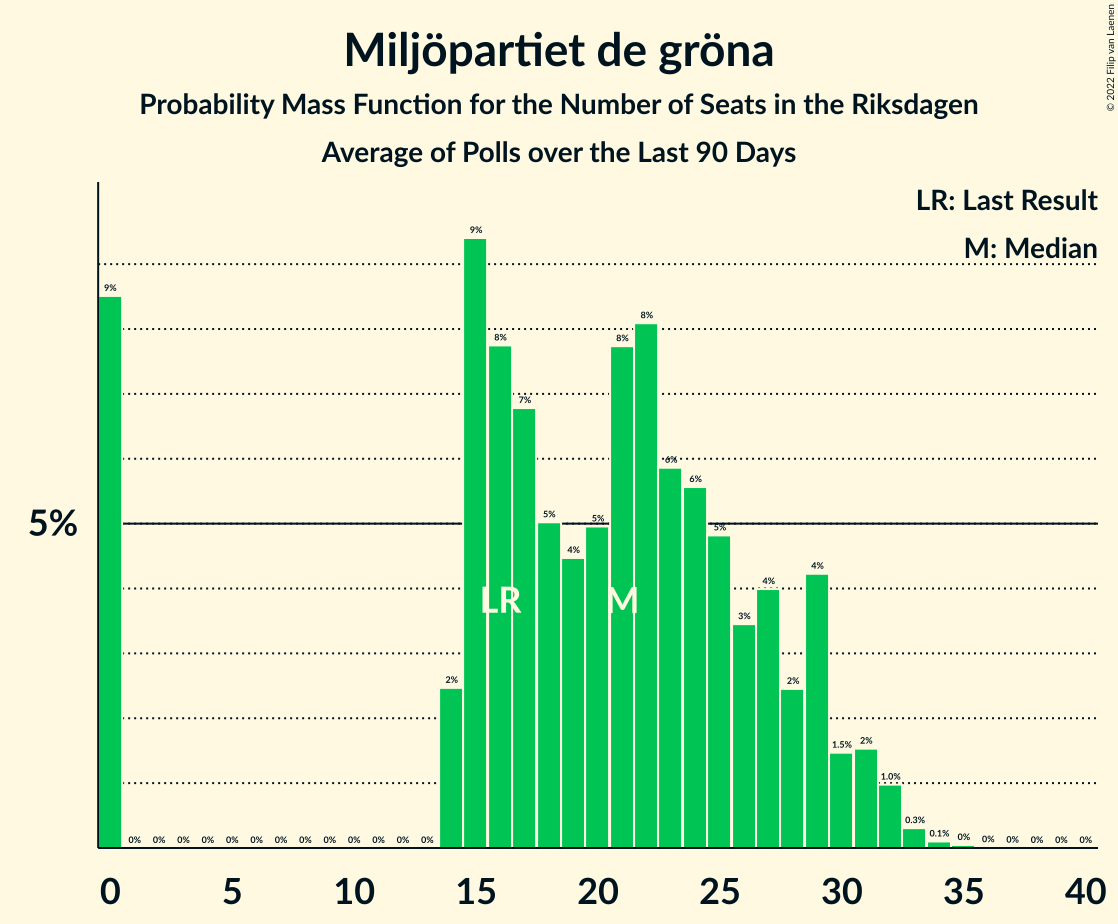 Miljöpartiet de gröna
Probability Mass Function for the Number of Seats in the Riksdagen
Average of Polls over the Last 90 Days
© 2022 Filip van Laenen
LR: Last Result
M: Median
5%
9% 0% 0% 0% 0% 0% 0% 0% 0% 0% 0% 0% 0% 0% 2% 9% 8% 7% 5% 4% 5% 8% 8% 6% 6% 5% 3% 4% 2% 4% 1.5% 2% 1.0% 0.3% 0.1% 0% 0% 0% 0% 0% 0%
LR M
0 5 10 15 20 25 30 35 40